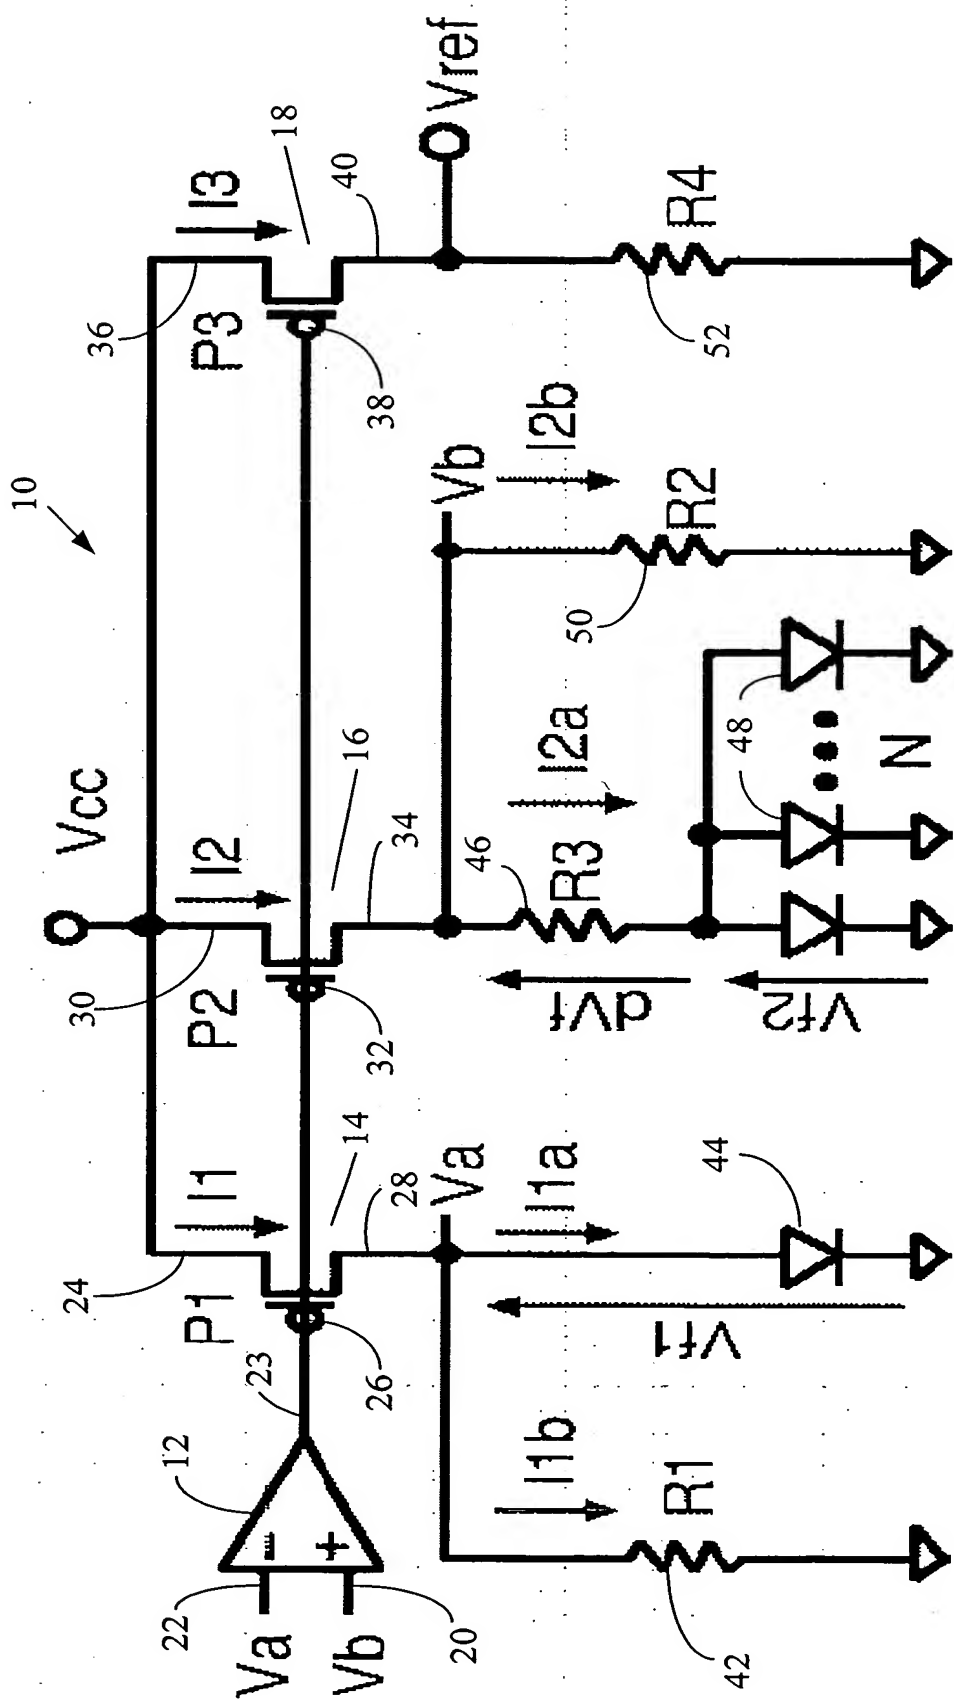 10
Vcc
24
I1
30
I2
36
I3
P1
P2
P3
12
23
26
14
32
16
38
18
22
Va
−
Vb
+
20
28
Va
34
Vb
40
Vref
I1b
I1a
46
I2a
I2b
R1
42
Vf1
44
dVf
R3
Vf2
48
N
50
R2
52
R4